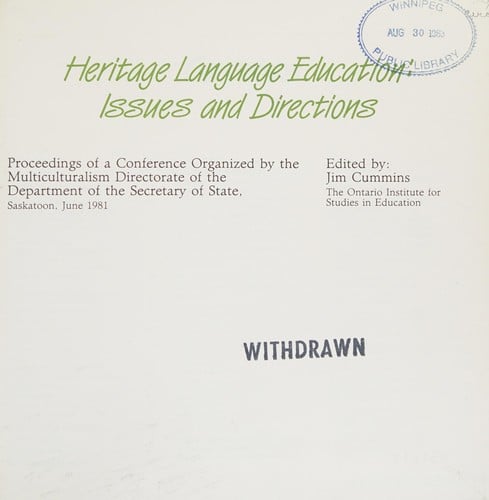 WINNIPEG
AUG 30 1983
PUBLIC LIBRARY
Heritage Language Education:
Issues and Directions
Proceedings of a Conference Organized by the
Multiculturalism Directorate of the
Department of the Secretary of State,
Saskatoon, June 1981
Edited by:
Jim Cummins
The Ontario Institute for
Studies in Education
WITHDRAWN